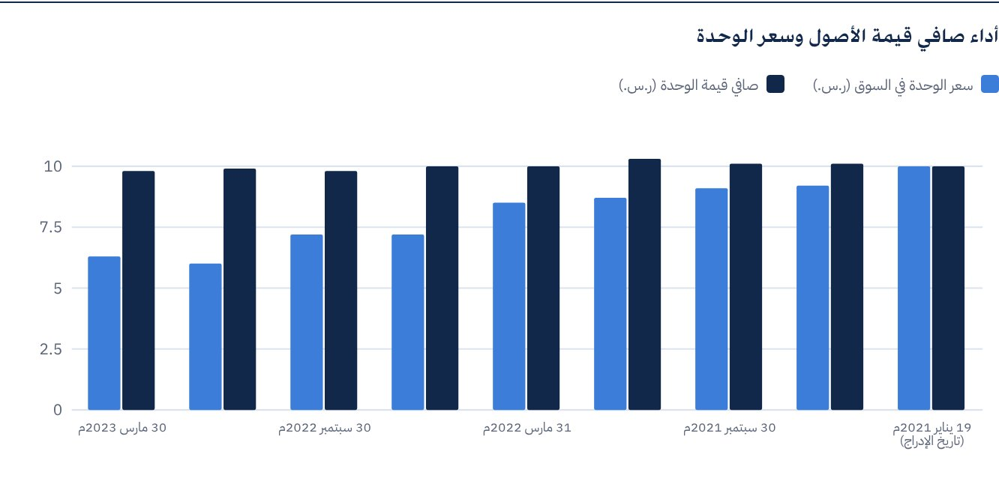 أداء صافي قيمة الأصول وسعر الوحدة
سعر الوحدة في السوق (ر.س.)
صافي قيمة الوحدة (ر.س.)
10
7.5
5
2.5
0
19 يناير 2021م
(تاريخ الإدراج)
30 سبتمبر 2021م
31 مارس 2022م
30 سبتمبر 2022م
30 مارس 2023م